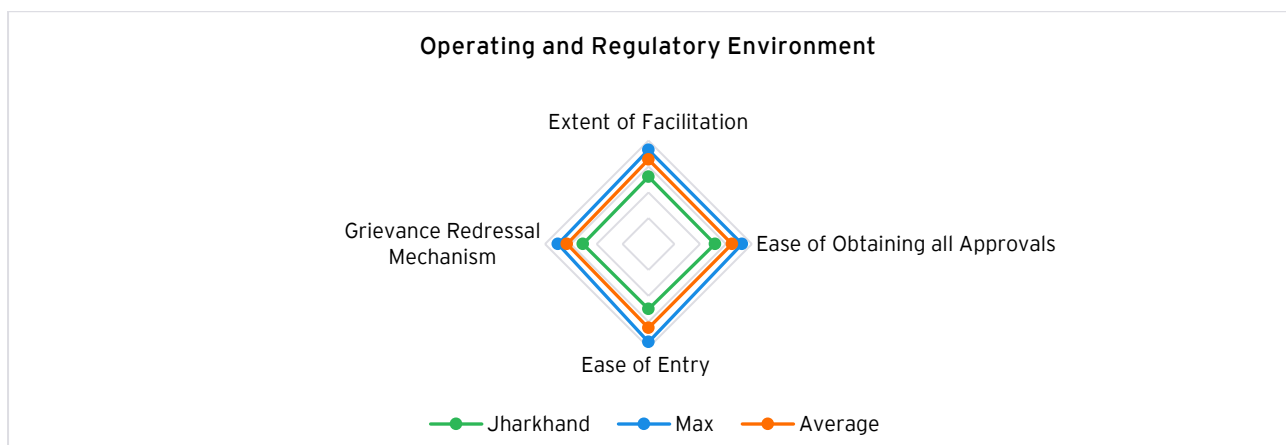 Operating and Regulatory Environment
Extent of Facilitation
Grievance Redressal
Mechanism
Ease of Obtaining all Approvals
Ease of Entry
Jharkhand
Max
Average